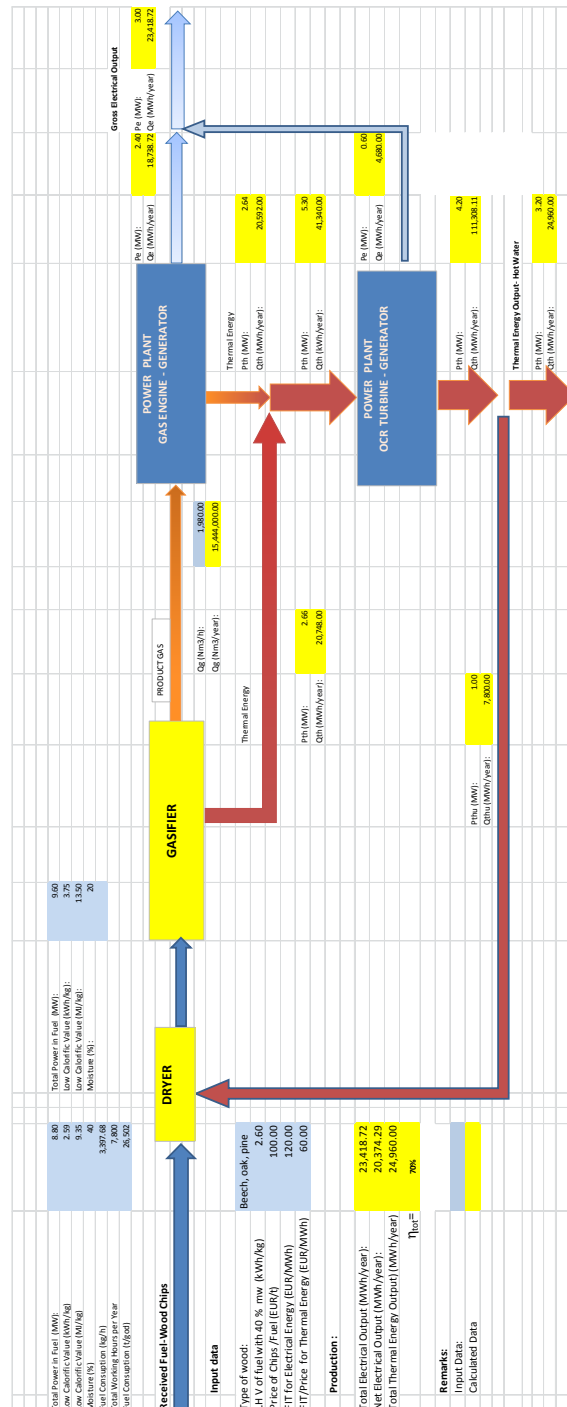 Total Power in Fuel (MW): 8.80
Low Calorific Value (kWh/kg) 2.59
Low Calorific Value (MJ/kg) 9.35
Moisture (%) 40
Fuel Consuption (kg/h) 3,397.68
Total Working Hours per Year 7,800
Fuel Consuption (t/god) 26,502
Total Power in Fuel (MW): 9.60
Low Calorific Value (kWh/kg): 3.75
Low Calorific Value (MJ/kg): 13.50
Moisture (%) : 20
Received Fuel-Wood Chips
DRYER
GASIFIER
PRODUCT GAS
Qg (Nm3/h): 1,980.00
Qg (Nm3/year): 15,444,000.00
POWER PLANT
GAS ENGINE - GENERATOR
Gross Electrical Output
Pe (MW): 2.40
Qe (MWh/year) 18,738.72
Pe (MW): 3.00
Qe (MWh/year) 23,418.72
Thermal Energy
Pth (MW): 2.64
Qth (MWh/year): 20,592.00
Thermal Energy
Pth (MW): 2.66
Qth (MWh/year): 20,748.00
Pth (MW): 5.30
Qth (kWh/year): 41,340.00
Input data
Type of wood: Beech, oak, pine
LH V of fuel with 40 % mw (kWh/kg) 2.60
Price of Chips /Fuel (EUR/t) 100.00
FIT for Electrical Energy (EUR/MWh) 120.00
FIT/Price for Thermal Energy (EUR/MWh) 60.00
POWER PLANT
OCR TURBINE - GENERATOR
Pe (MW): 0.60
Qe (MWh/year) 4,680.00
Production :
Total Electrical Output (MWh/year): 23,418.72
Net Electrical Output (MWh/year): 20,374.29
Total Thermal Energy Output) (MWh/year) 24,960.00
ηtot= 70%
Pth (MW): 4.20
Qth (MWh/year): 111,308.11
Pthu (MW): 1.00
Qthu (MWh/year): 7,800.00
Thermal Energy Output- Hot Water
Pth (MW): 3.20
Qth (MWh/year): 24,960.00
Remarks:
Input Data:
Calculated Data